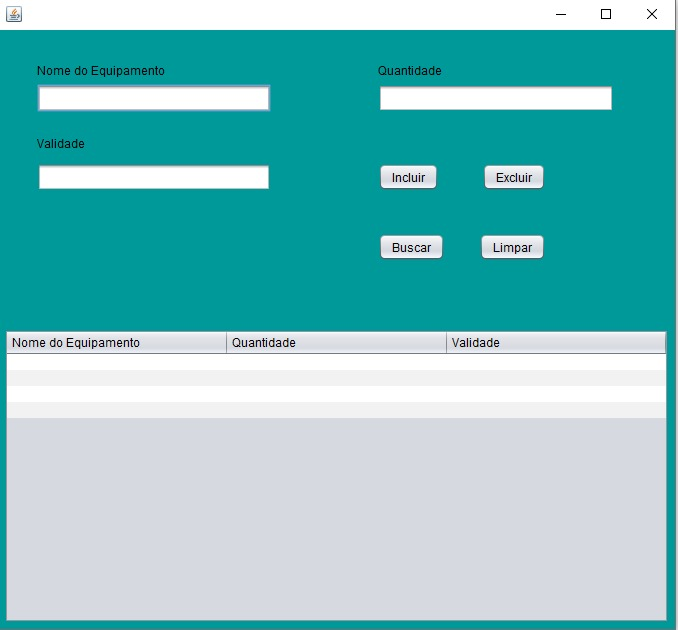 Nome do Equipamento Quantidade
Validade
Incluir Excluir
Buscar Limpar
Nome do Equipamento Quantidade Validade